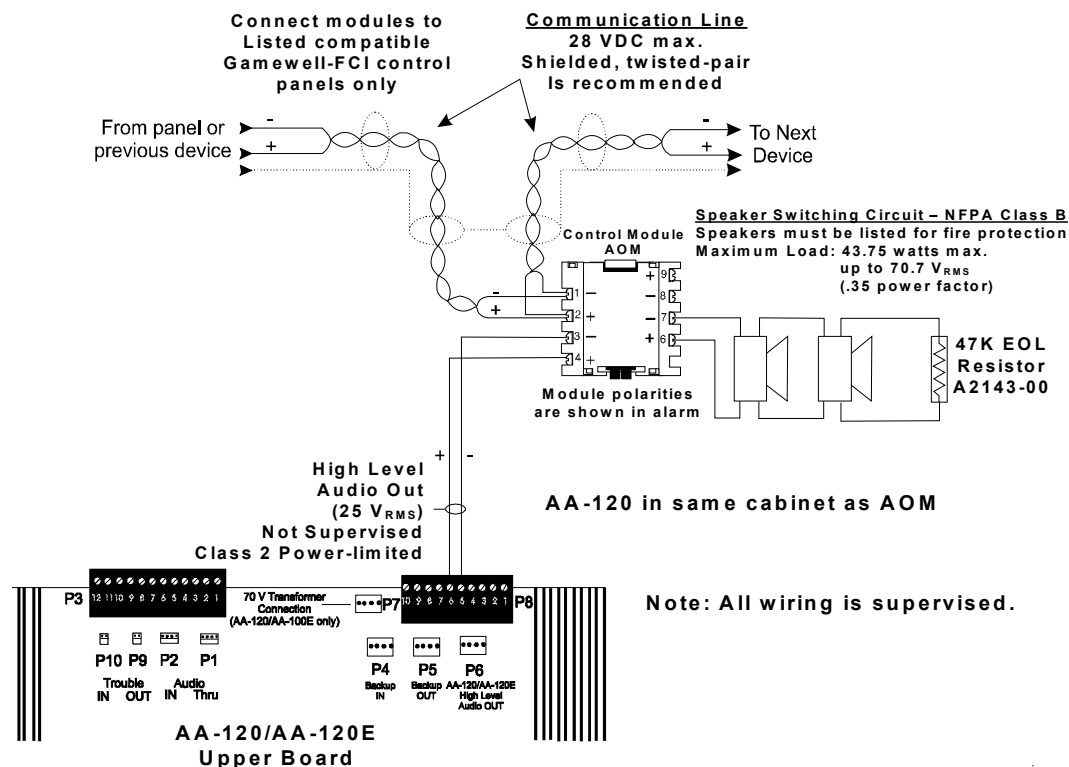 Connect modules to
Listed compatible
Gamewell-FCI control
panels only
Communication Line
28 VDC max.
Shielded, twisted-pair
Is recommended
From panel or
previous device
-
+
-
+
To Next
Device
Speaker Switching Circuit – NFPA Class B
Speakers must be listed for fire protection
Maximum Load: 43.75 watts max.
up to 70.7 VRMS
(.35 power factor)
Control Module
AOM
-
+
1 –
2 +
3 –
4 +
+ 9
– 8
– 7
+ 6
Module polarities
are shown in alarm
47K EOL
Resistor
A2143-00
+ -
High Level
Audio Out
(25 VRMS)
Not Supervised
Class 2 Power-limited
AA-120 in same cabinet as AOM
Note: All wiring is supervised.
P3
12 11 10 9 8 7 6 5 4 3 2 1
70 V Transformer
Connection
(AA-120/AA-100E only)
P7
10 9 8 7 6 5 4 3 2 1
P8
P10 P9 P2 P1
Trouble
IN OUT
Audio
IN Thru
P4
Backup
IN
P5
Backup
OUT
P6
AA-120/AA-120E
High Level
Audio OUT
AA-120/AA-120E
Upper Board